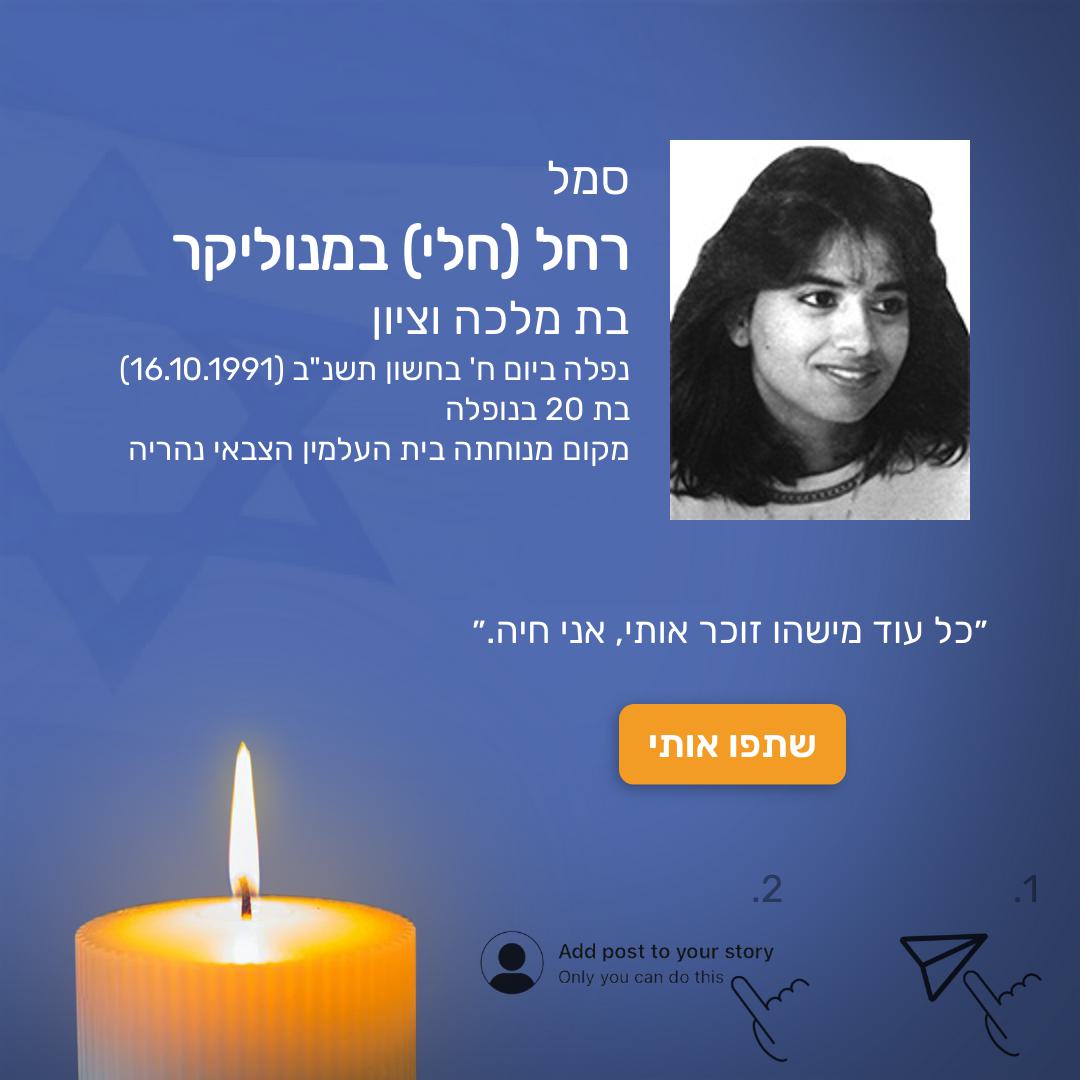 סמל
רחל (חלי) במנוליקר
בת מלכה וציון
נפלה ביום ח' בחשון תשנ"ב (16.10.1991)
בת 20 בנופלה
מקום מנוחתה בית העלמין הצבאי נהריה
״כל עוד מישהו זוכר אותי, אני חיה.״
שתפו אותי
.1
.2
Add post to your story
Only you can do this